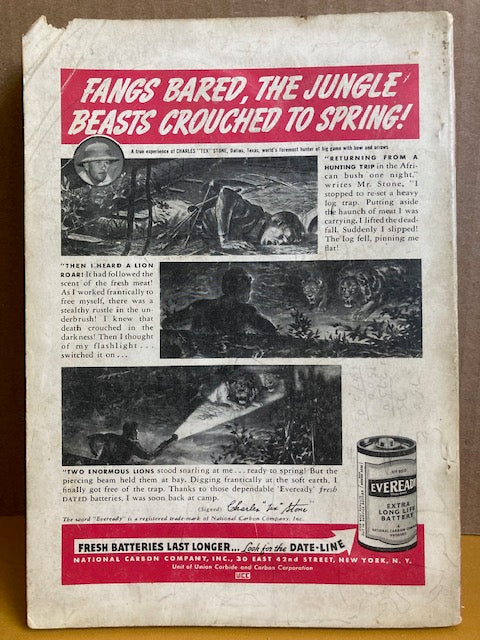 FANGS BARED, THE JUNGLE
BEASTS CROUCHED TO SPRING!
A true experience of CHARLES "TEX" STONE, Dallas, Texas, world's foremost hunter of big game with bow and arrows
"RETURNING FROM A
HUNTING TRIP in the Afri-
can bush one night,"
writes Mr. Stone, "I
stopped to re-set a heavy
log trap. Putting aside
the haunch of meat I was
carrying, I lifted the dead-
fall. Suddenly I slipped!
The log fell, pinning me
flat!
"THEN I HEARD A LION
ROAR! It had followed the
scent of the fresh meat!
As I worked frantically to
free myself, there was a
stealthy rustle in the un-
derbrush! I knew that
death crouched in the
darkness! Then I thought
of my flashlight...
switched it on...
"TWO ENORMOUS LIONS stood snarling at me...ready to spring! But the
piercing beam held them at bay. Digging frantically at the soft earth, I
finally got free of the trap. Thanks to those dependable 'Eveready' fresh
DATED batteries, I was soon back at camp.
(Signed) Charles "Tex" Stone"
The word "Eveready" is a registered trade-mark of National Carbon Company, Inc.
EVEREADY
EXTRA
LONG LIFE
BATTERY
NATIONAL CARBON COMPANY
FRESH BATTERIES LAST LONGER... Look for the DATE-LINE
NATIONAL CARBON COMPANY, INC., 30 EAST 42nd STREET, NEW YORK, N. Y.
Unit of Union Carbide and Carbon Corporation
UCC